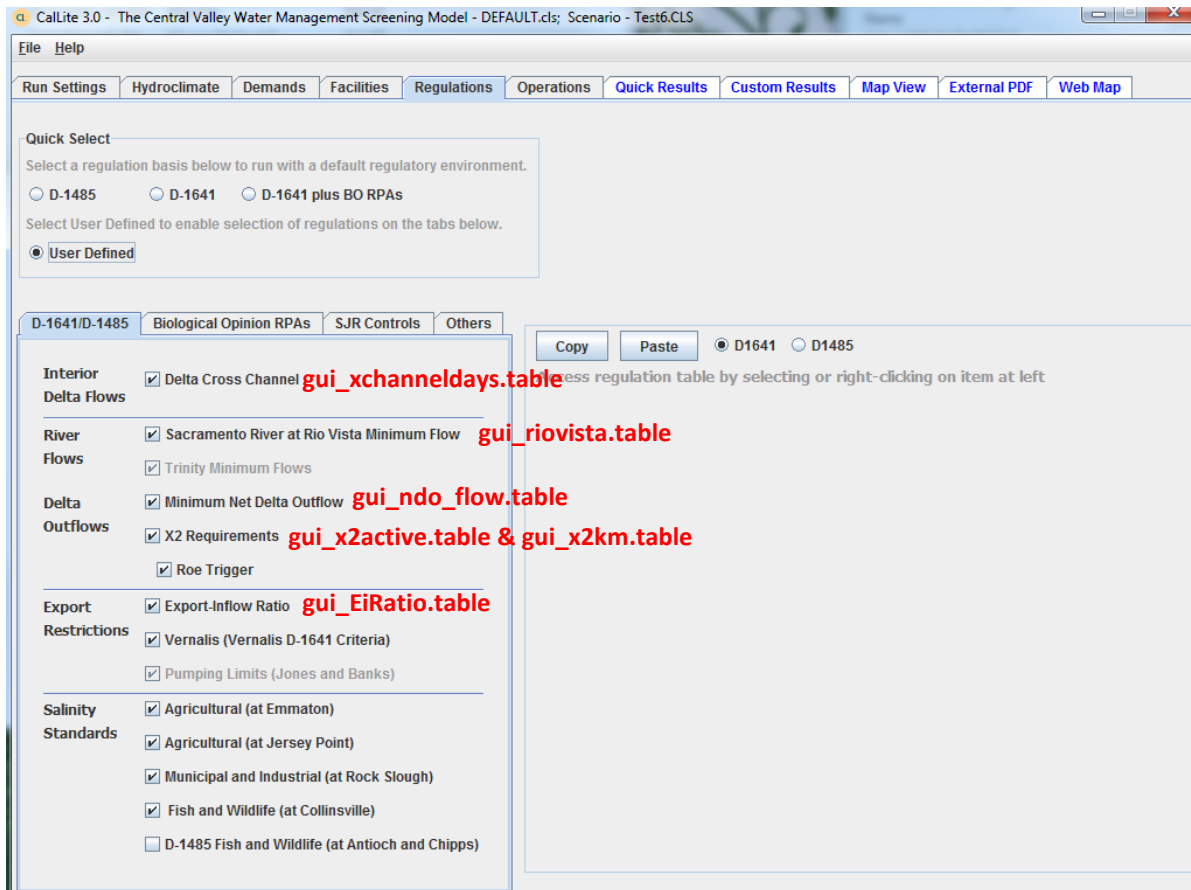 CalLite 3.0 - The Central Valley Water Management Screening Model - DEFAULT.cls; Scenario - Test6.CLS
File Help
Run Settings Hydroclimate Demands Facilities Regulations Operations Quick Results Custom Results Map View External PDF Web Map
Quick Select
Select a regulation basis below to run with a default regulatory environment.
D-1485 D-1641 D-1641 plus BO RPAs
Select User Defined to enable selection of regulations on the tabs below.
User Defined
D-1641/D-1485 Biological Opinion RPAs SJR Controls Others
Copy Paste D1641 D1485
Interior
Delta Flows
Delta Cross Channel gui_xchanneldays.table
regulation table by selecting or right-clicking on item at left
River
Flows
Sacramento River at Rio Vista Minimum Flow gui_riovista.table
Trinity Minimum Flows
Delta
Outflows
Minimum Net Delta Outflow gui_ndo_flow.table
X2 Requirements gui_x2active.table & gui_x2km.table
Roe Trigger
Export
Restrictions
Export-Inflow Ratio gui_EiRatio.table
Vernalis (Vernalis D-1641 Criteria)
Pumping Limits (Jones and Banks)
Salinity
Standards
Agricultural (at Emmaton)
Agricultural (at Jersey Point)
Municipal and Industrial (at Rock Slough)
Fish and Wildlife (at Collinsville)
D-1485 Fish and Wildlife (at Antioch and Chipps)